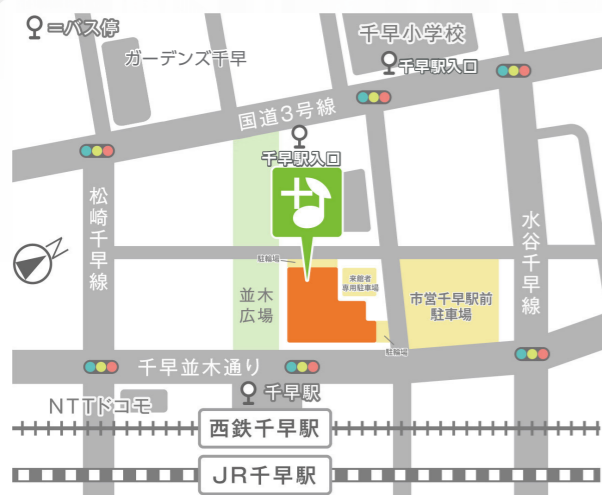 =バス停
ガーデンズ千早
千早小学校
千早駅入口
国道3号線
千早駅入口
松崎千早線
水谷千早線
N
駐輪場
来館者
専用駐車場
並木
広場
市営千早駅前
駐車場
駐輪場
千早並木通り
千早駅
NTTドコモ
西鉄千早駅
JR千早駅